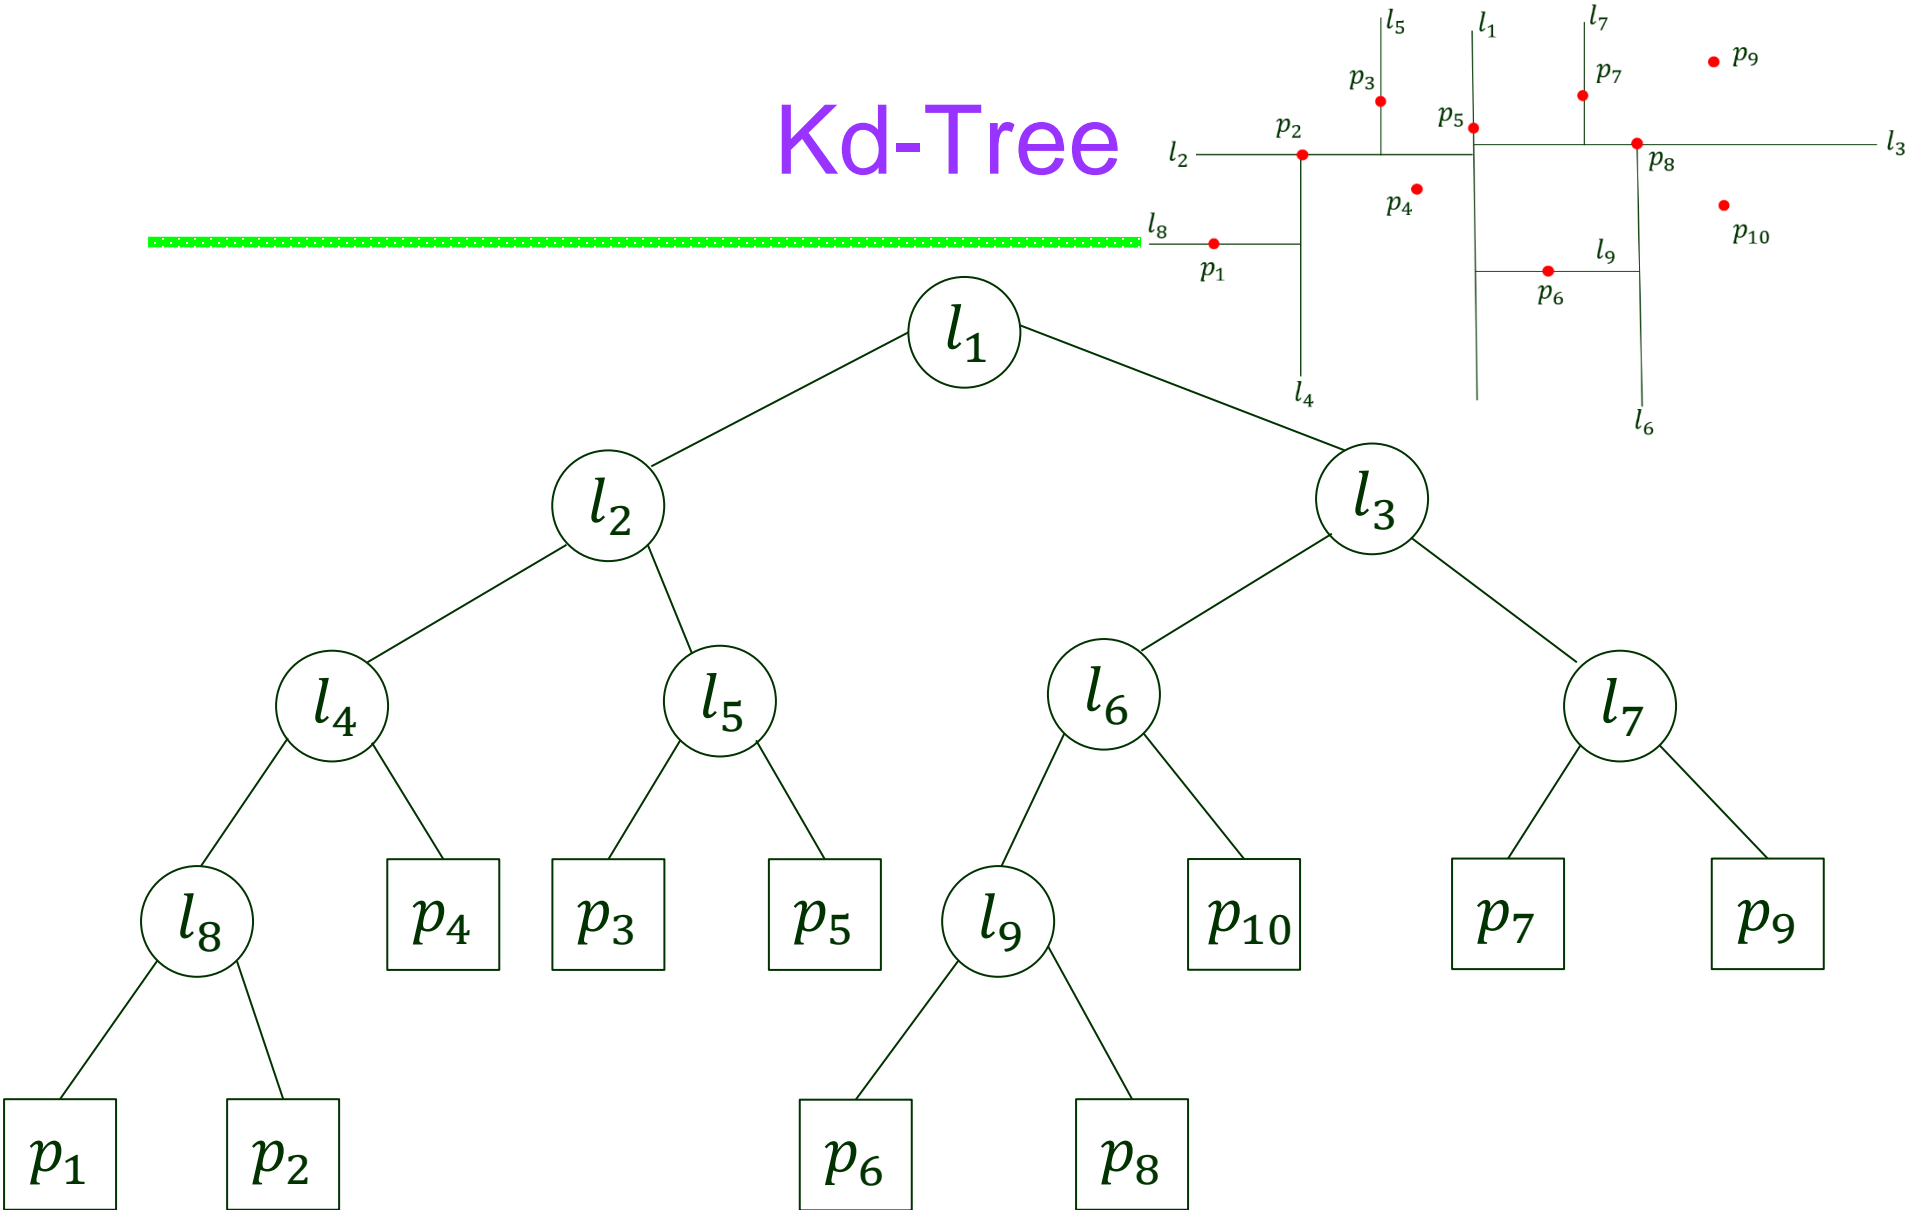 Kd-Tree
l5 l1 l7
p9
p3 p7
p5
p2
l2 l3
p8
p4
l8 p10
l9
p1
p6
l4
l6
l1
l2 l3
l4 l5 l6 l7
l8 p4 p3 p5 l9 p10 p7 p9
p1 p2 p6 p8